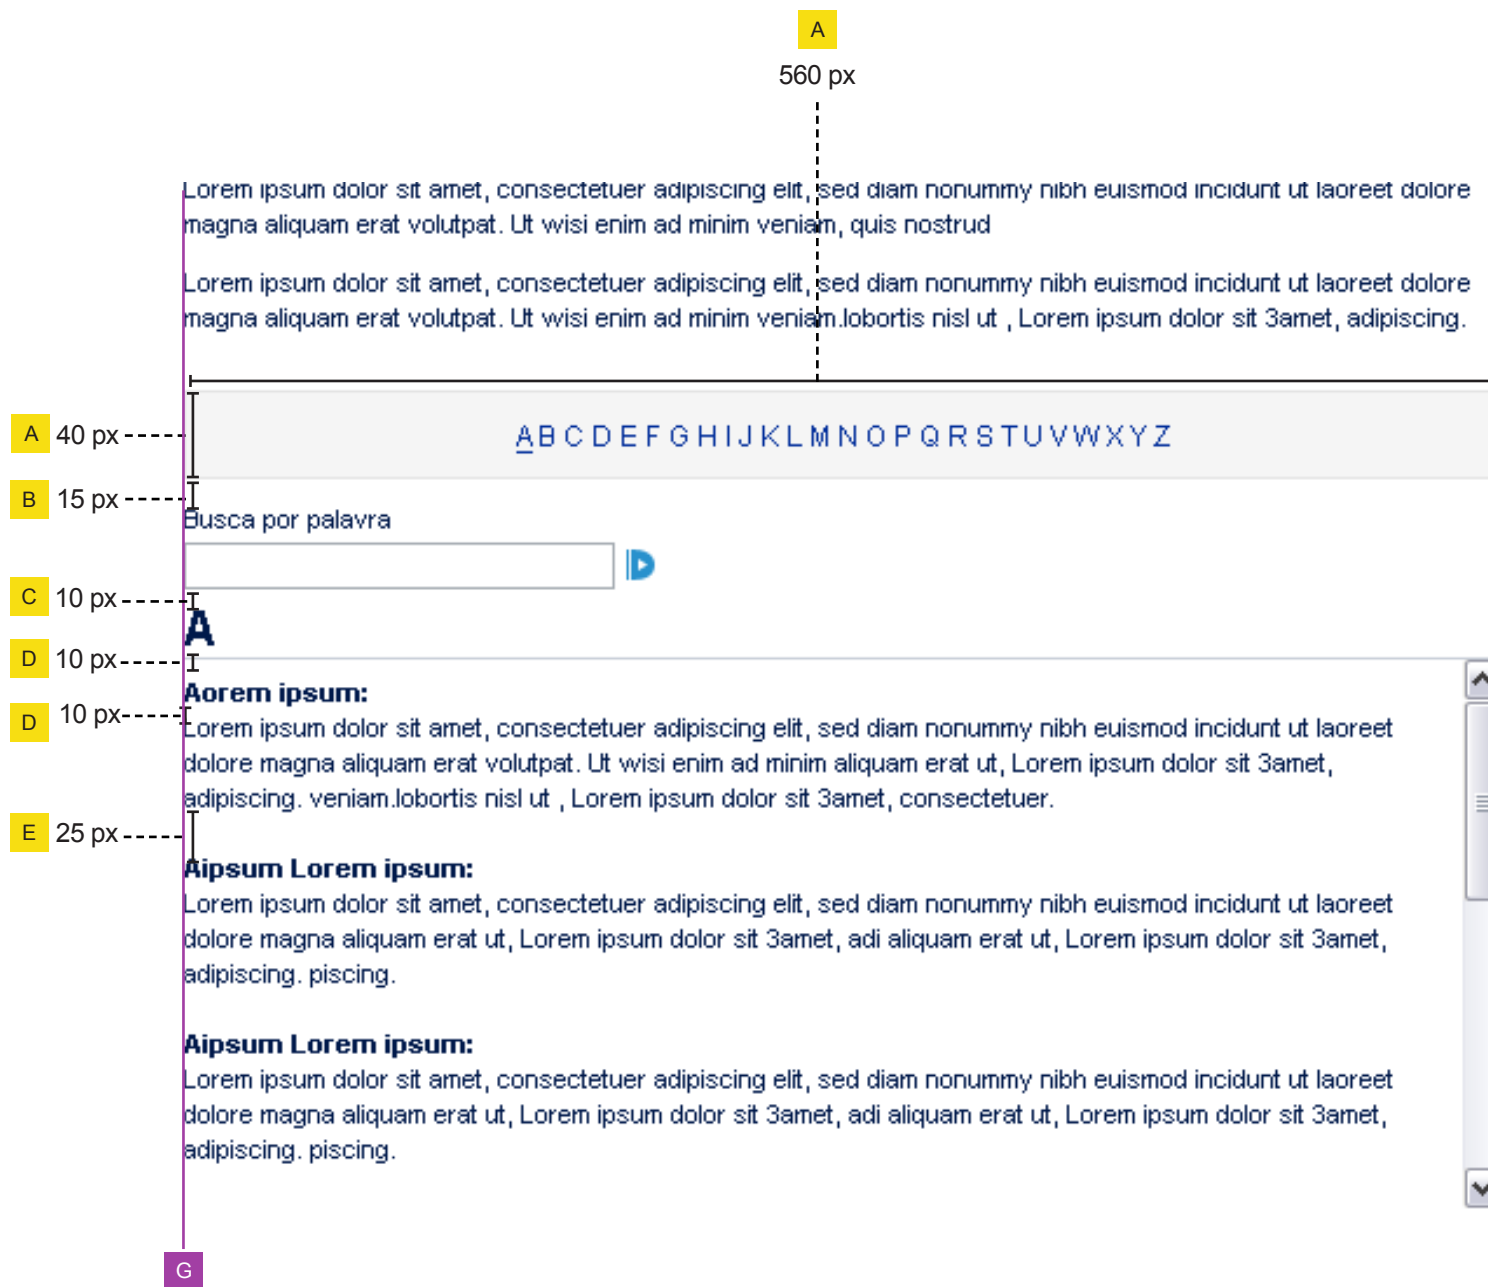 A
560 px
Lorem ipsum dolor sit amet, consectetuer adipiscing elit, sed diam nonummy nibh euismod incidunt ut laoreet dolore
magna aliquam erat volutpat. Ut wisi enim ad minim veniam, quis nostrud
Lorem ipsum dolor sit amet, consectetuer adipiscing elit, sed diam nonummy nibh euismod incidunt ut laoreet dolore
magna aliquam erat volutpat. Ut wisi enim ad minim veniam.lobortis nisl ut , Lorem ipsum dolor sit 3amet, adipiscing.
A 40 px
A B C D E F G H I J K L M N O P Q R S T U V W X Y Z
B 15 px
Busca por palavra
C 10 px
A
D 10 px
Aorem ipsum:
D 10 px
Lorem ipsum dolor sit amet, consectetuer adipiscing elit, sed diam nonummy nibh euismod incidunt ut laoreet
dolore magna aliquam erat volutpat. Ut wisi enim ad minim aliquam erat ut, Lorem ipsum dolor sit 3amet,
adipiscing. veniam.lobortis nisl ut , Lorem ipsum dolor sit 3amet, consectetuer.
E 25 px
Aipsum Lorem ipsum:
Lorem ipsum dolor sit amet, consectetuer adipiscing elit, sed diam nonummy nibh euismod incidunt ut laoreet
dolore magna aliquam erat ut, Lorem ipsum dolor sit 3amet, adi aliquam erat ut, Lorem ipsum dolor sit 3amet,
adipiscing. piscing.
Aipsum Lorem ipsum:
Lorem ipsum dolor sit amet, consectetuer adipiscing elit, sed diam nonummy nibh euismod incidunt ut laoreet
dolore magna aliquam erat ut, Lorem ipsum dolor sit 3amet, adi aliquam erat ut, Lorem ipsum dolor sit 3amet,
adipiscing. piscing.
G